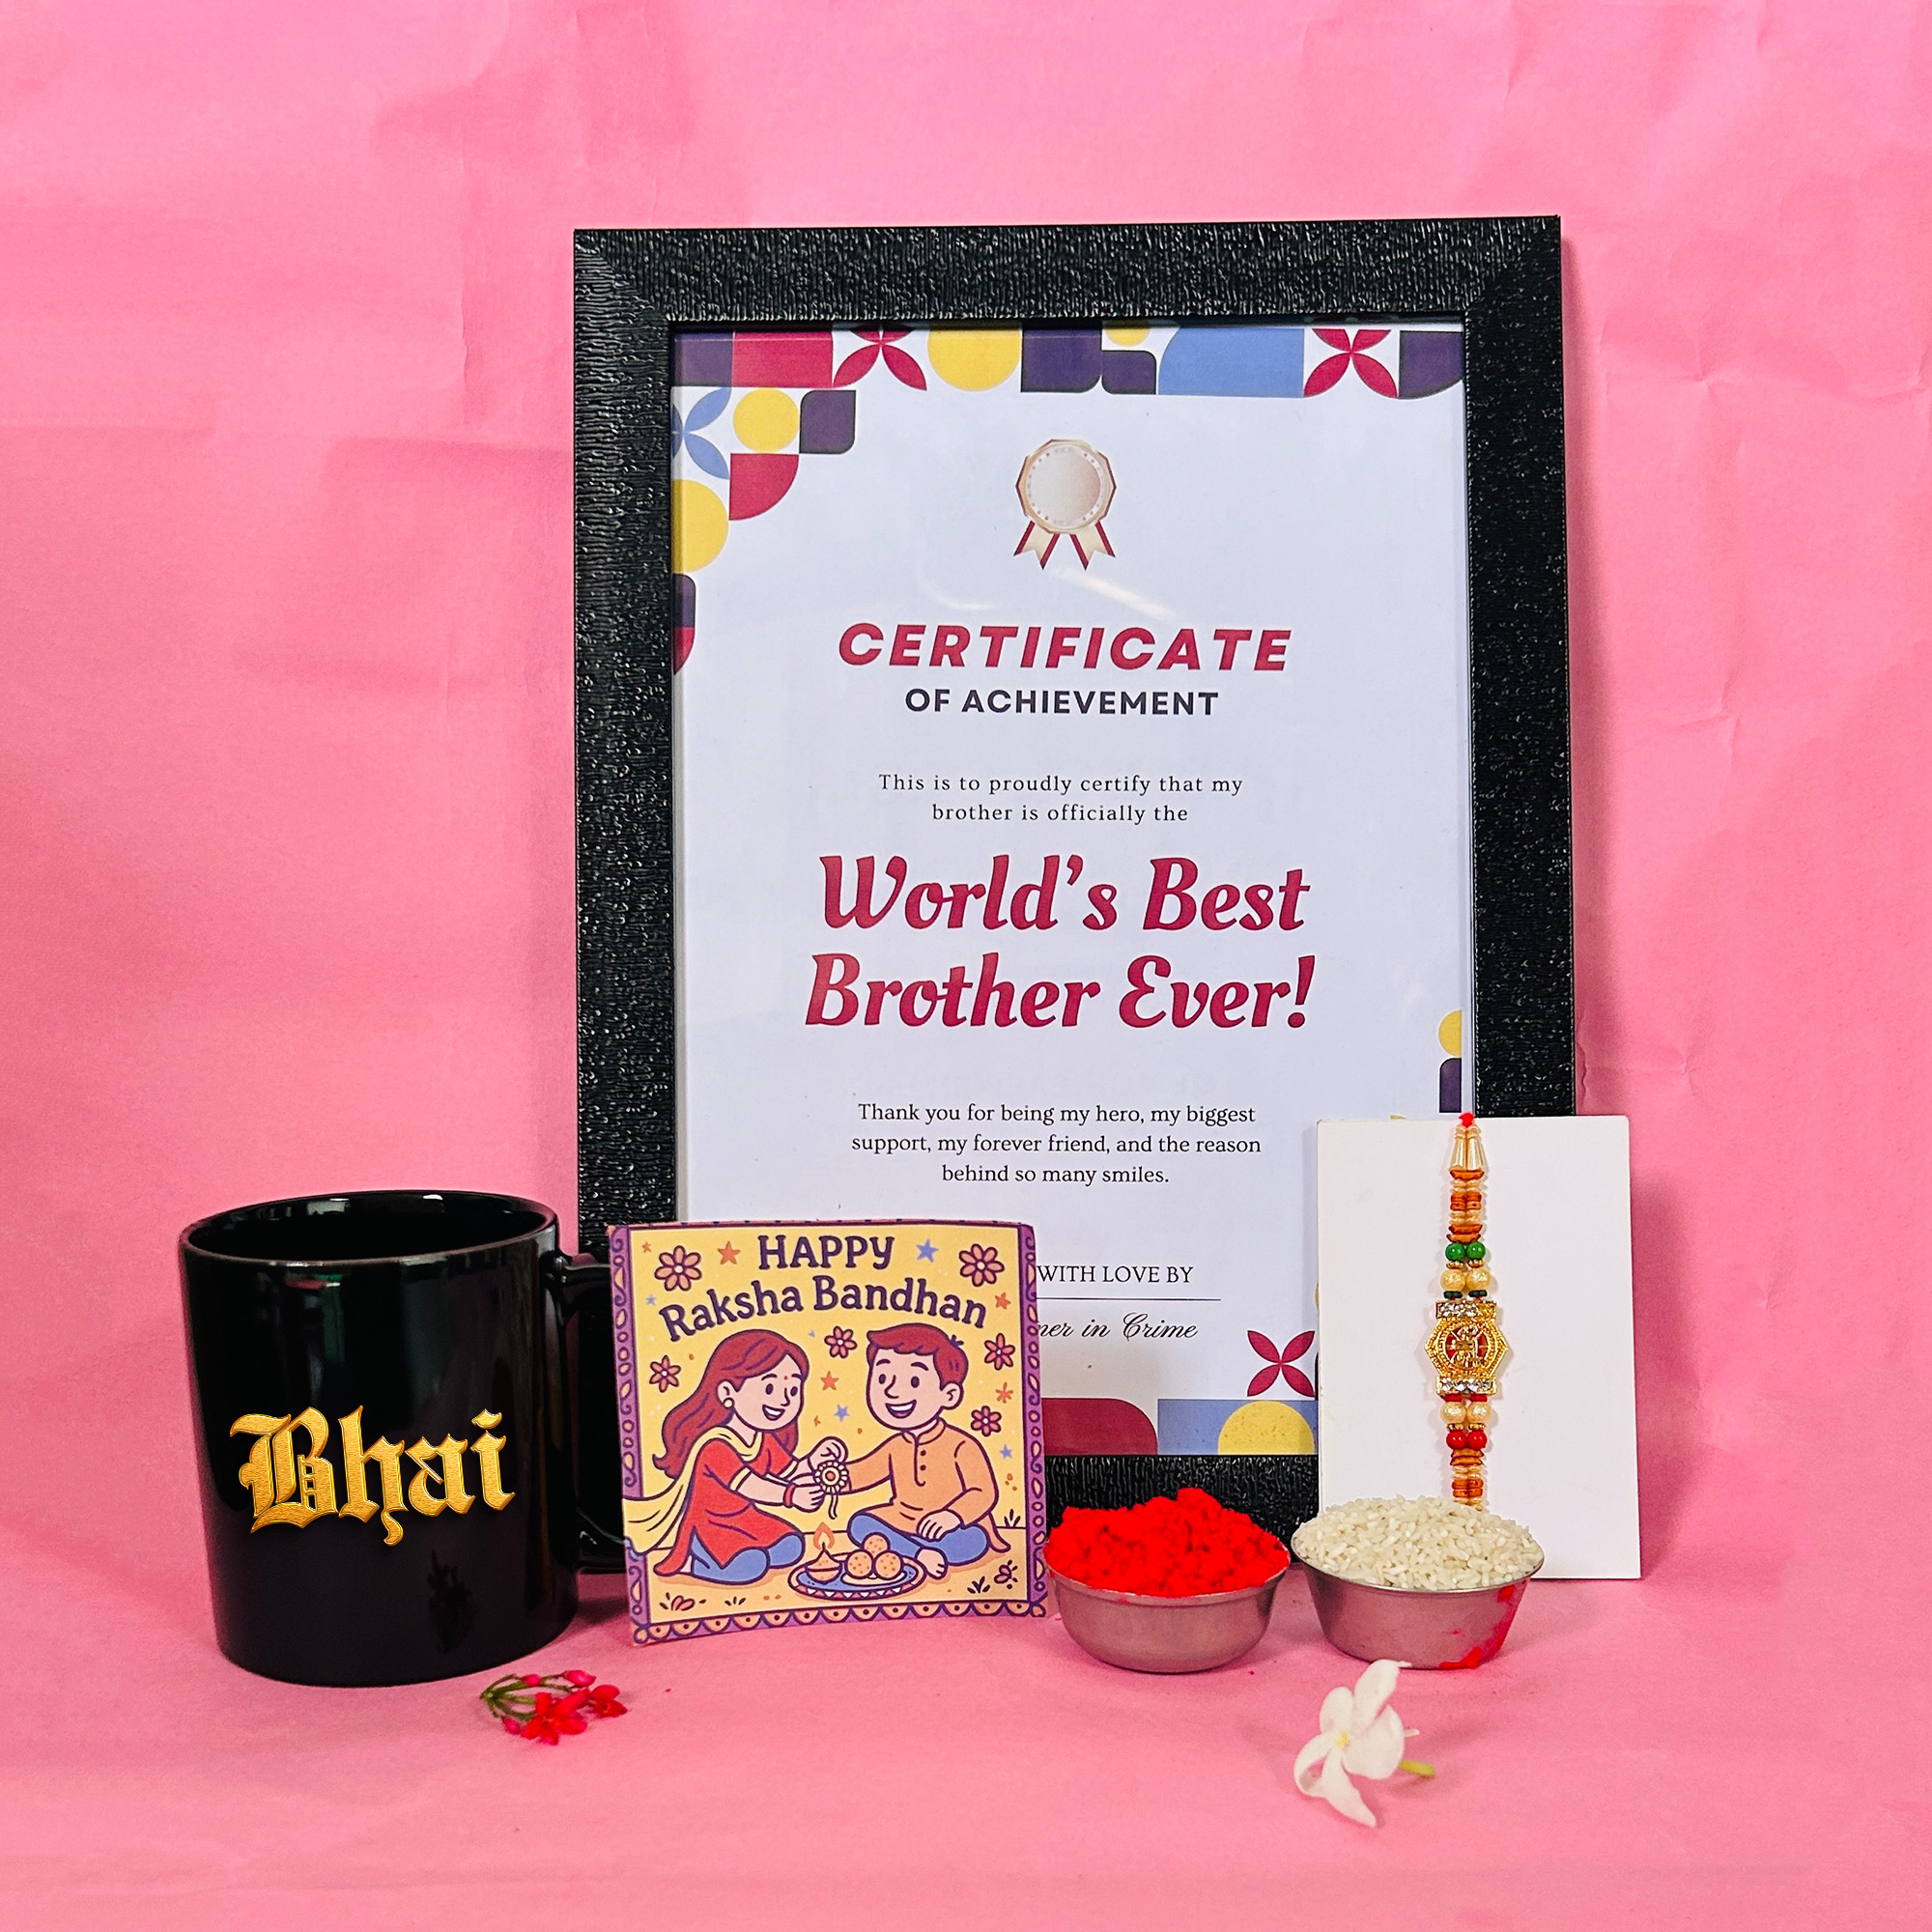 CERTIFICATE
OF ACHIEVEMENT
This is to proudly certify that my
brother is officially the
World's Best
Brother Ever!
Thank you for being my hero, my biggest
support, my forever friend, and the reason
behind so many smiles.
WITH LOVE BY
in Crime
HAPPY
Raksha Bandhan
Bhai